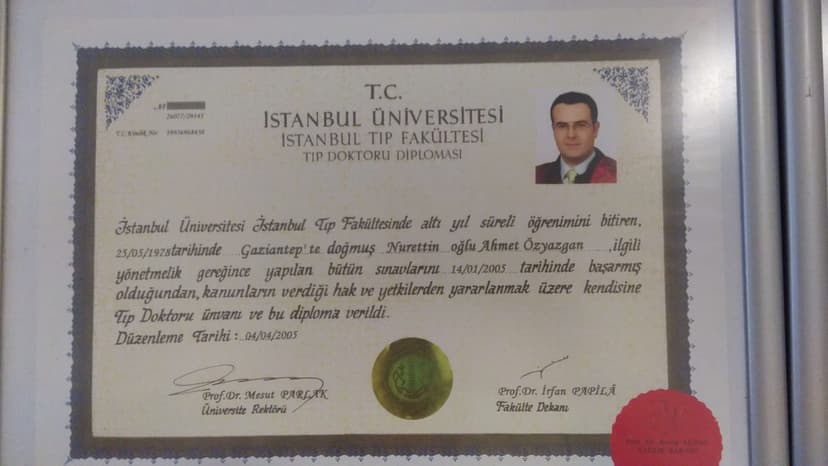 T.C.
İSTANBUL ÜNİVERSİTESİ
İSTANBUL TIP FAKÜLTESİ
TIP DOKTORU DİPLOMASI
T.C. Kimlik No
İstanbul Üniversitesi İstanbul Tıp Fakültesinde altı yıl süreli öğrenimini bitiren,
25/05/1978 tarihinde Gaziantep'te doğmuş Nurettin oğlu Ahmet Özyazgan ,ilgili
yönetmelik gereğince yapılan bütün sınavlarını 14/01/2005 tarihinde başarmış
olduğundan, kanunların verdiği hak ve yetkilerden yararlanmak üzere kendisine
Tıp Doktoru ünvanı ve bu diploma verildi.
Düzenleme Tarihi : 04/04/2005
Prof.Dr. Mesut PARLAK
Üniversite Rektörü
Prof.Dr. İrfan PAPİLÂ
Fakülte Dekanı